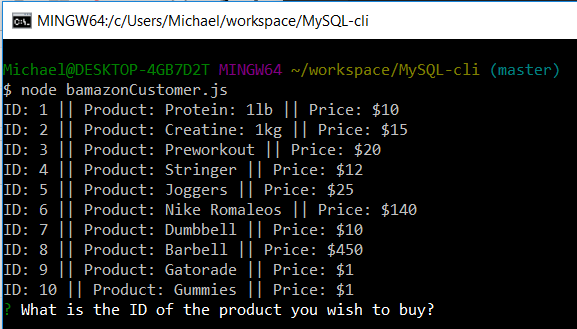 MINGW64:/c/Users/Michael/workspace/MySQL-cli
Michael@DESKTOP-4GB7D2T MINGW64 ~/workspace/MySQL-cli (master)
$ node bamazonCustomer.js
ID: 1 || Product: Protein: 1lb || Price: $10
ID: 2 || Product: Creatine: 1kg || Price: $15
ID: 3 || Product: Preworkout || Price: $20
ID: 4 || Product: Stringer || Price: $12
ID: 5 || Product: Joggers || Price: $25
ID: 6 || Product: Nike Romaleos || Price: $140
ID: 7 || Product: Dumbbell || Price: $10
ID: 8 || Product: Barbell || Price: $450
ID: 9 || Product: Gatorade || Price: $1
ID: 10 || Product: Gummies || Price: $1
? What is the ID of the product you wish to buy?